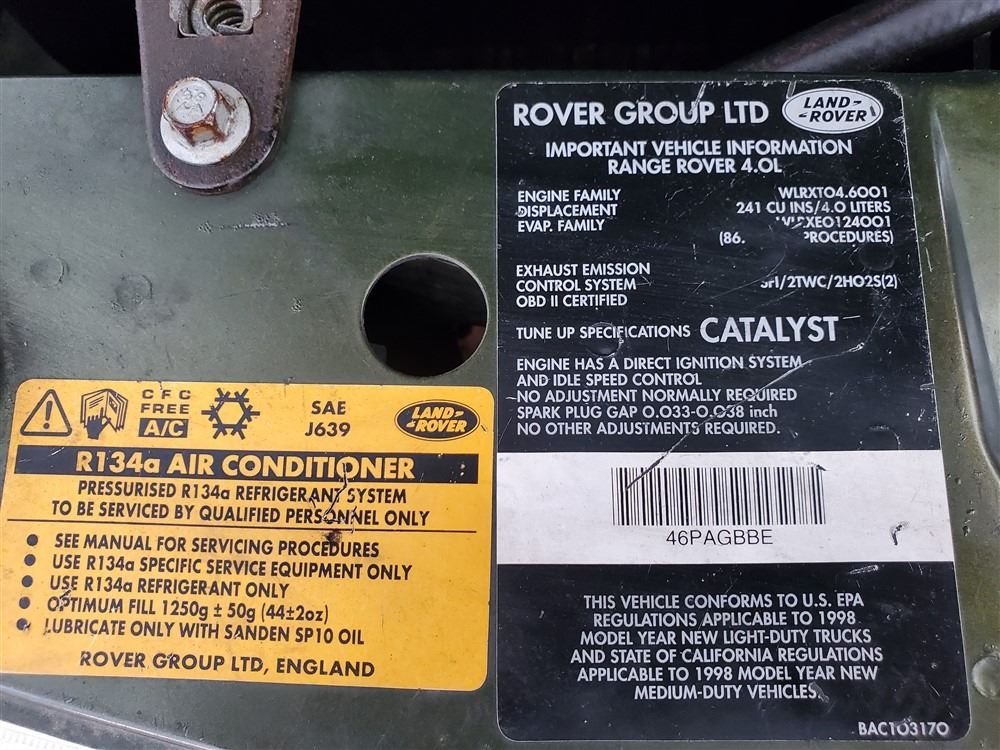 CFC
FREE
A/C
SAE
J639
LAND-
-ROVER
R134a AIR CONDITIONER
PRESSURISED R134a REFRIGERANT SYSTEM
TO BE SERVICED BY QUALIFIED PERSONNEL ONLY
• SEE MANUAL FOR SERVICING PROCEDURES
• USE R134a SPECIFIC SERVICE EQUIPMENT ONLY
• USE R134a REFRIGERANT ONLY
• OPTIMUM FILL 1250g ± 50g (44±2oz)
• LUBRICATE ONLY WITH SANDEN SP10 OIL
ROVER GROUP LTD, ENGLAND
ROVER GROUP LTD
LAND-
-ROVER
IMPORTANT VEHICLE INFORMATION
RANGE ROVER 4.0L
ENGINE FAMILY WLRXT04.6001
DISPLACEMENT 241 CU INS/4.0 LITERS
EVAP. FAMILY
PROCEDURES)
EXHAUST EMISSION
CONTROL SYSTEM SFI/2TWC/2HO2S(2)
OBD II CERTIFIED
TUNE UP SPECIFICATIONS CATALYST
ENGINE HAS A DIRECT IGNITION SYSTEM
AND IDLE SPEED CONTROL
NO ADJUSTMENT NORMALLY REQUIRED
SPARK PLUG GAP 0.033-0.038 inch
NO OTHER ADJUSTMENTS REQUIRED.
46PAGBBE
THIS VEHICLE CONFORMS TO U.S. EPA
REGULATIONS APPLICABLE TO 1998
MODEL YEAR NEW LIGHT-DUTY TRUCKS
AND STATE OF CALIFORNIA REGULATIONS
APPLICABLE TO 1998 MODEL YEAR NEW
MEDIUM-DUTY VEHICLES.
BAC103170